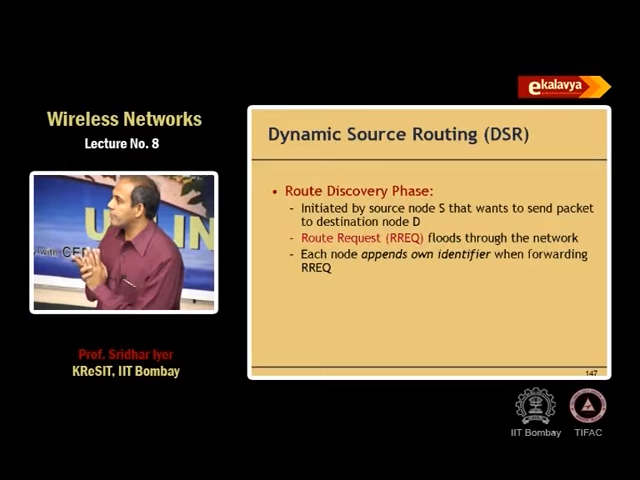 ekalavya
Wireless Networks
Lecture No. 8
Dynamic Source Routing (DSR)
• Route Discovery Phase:
– Initiated by source node S that wants to send packet
to destination node D
– Route Request (RREQ) floods through the network
– Each node appends own identifier when forwarding
RREQ
Prof. Sridhar Iyer
KReSIT, IIT Bombay
147
IIT Bombay
TIFAC